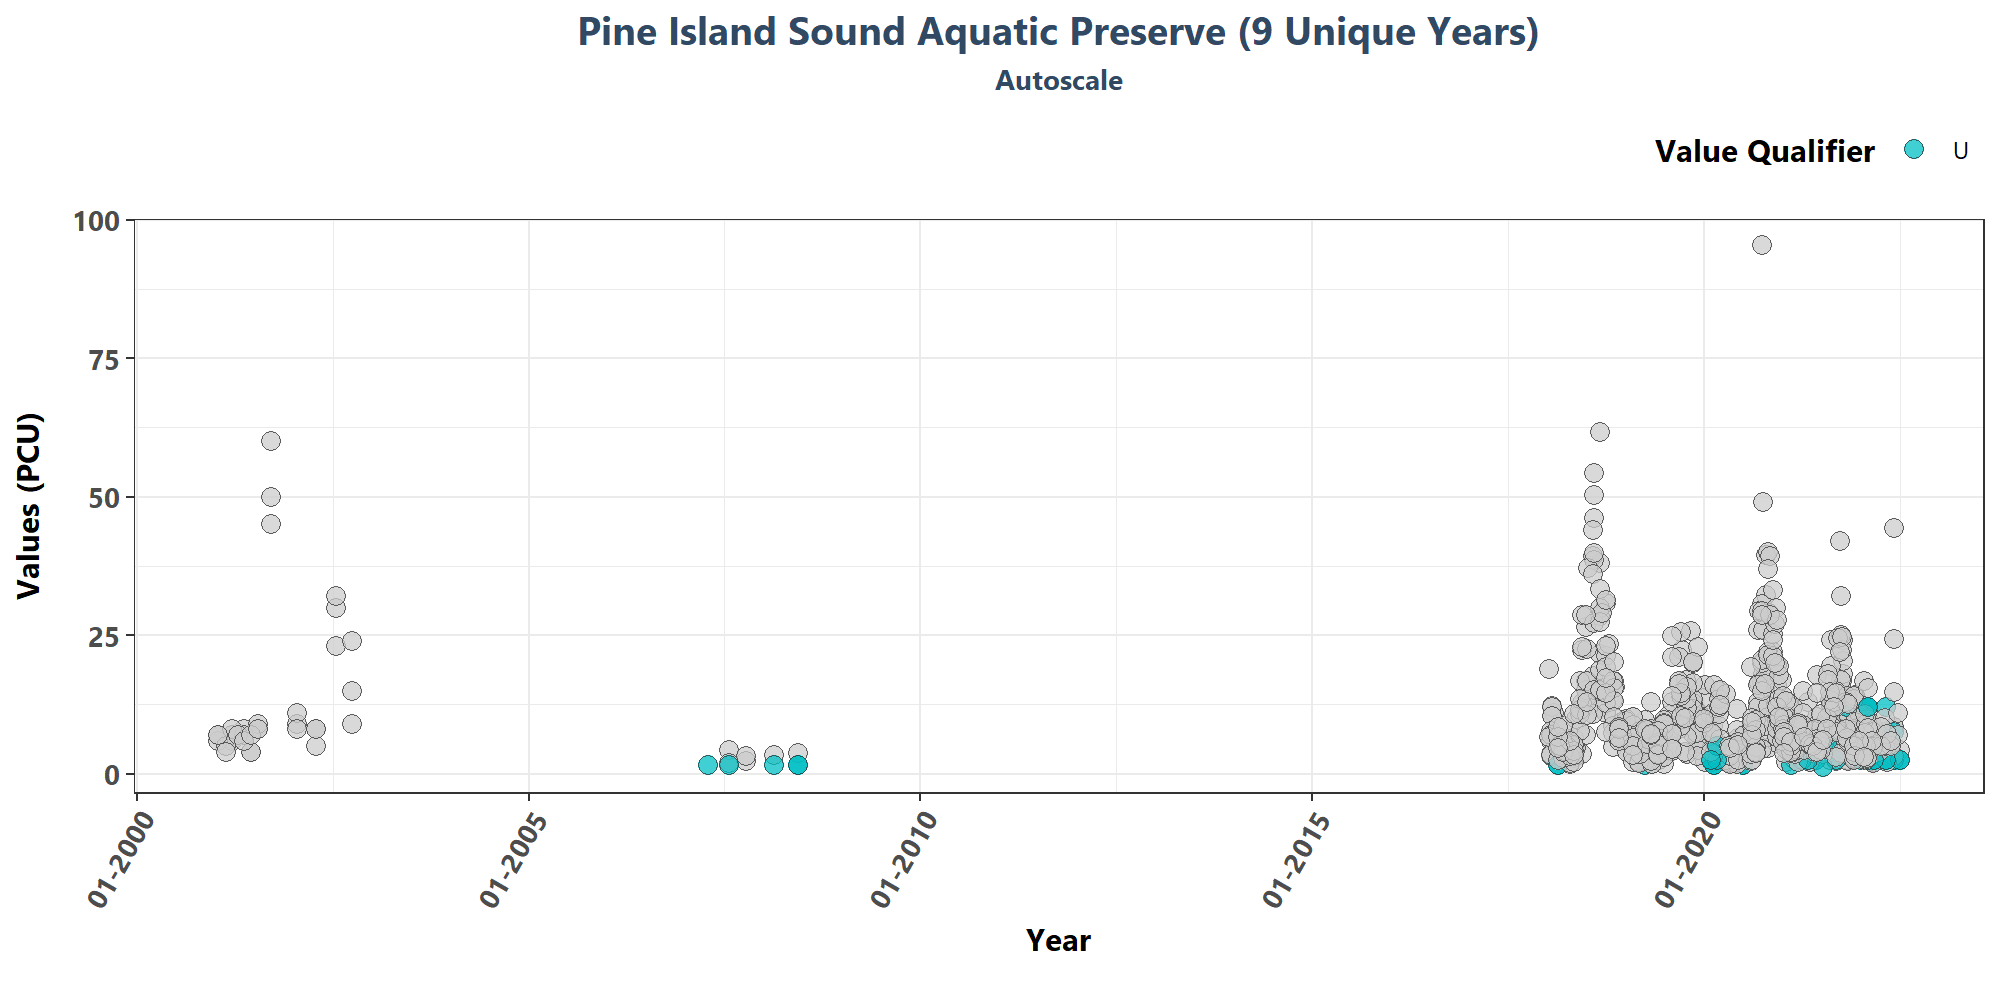 Pine Island Sound Aquatic Preserve (9 Unique Years)
Autoscale
Value Qualifier U
100
75
50
25
0
Values (PCU)
01-2000
01-2005
01-2010
01-2015
01-2020
Year